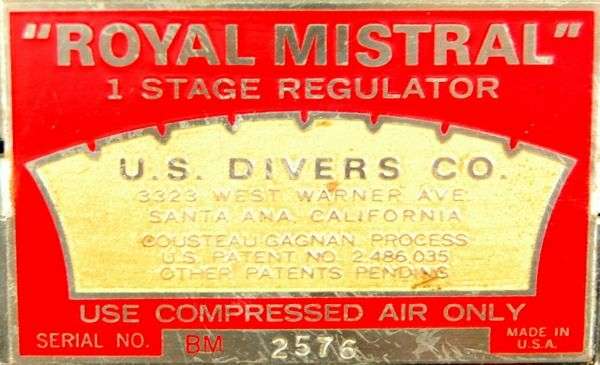 "ROYAL MISTRAL"
1 STAGE REGULATOR
U.S. DIVERS CO.
3323 WEST WARNER AVE.
SANTA ANA, CALIFORNIA
COUSTEAU-GAGNAN PROCESS
U.S. PATENT NO. 2,486,035
OTHER PATENTS PENDING
USE COMPRESSED AIR ONLY
SERIAL NO. BM 2576
MADE IN
U.S.A.